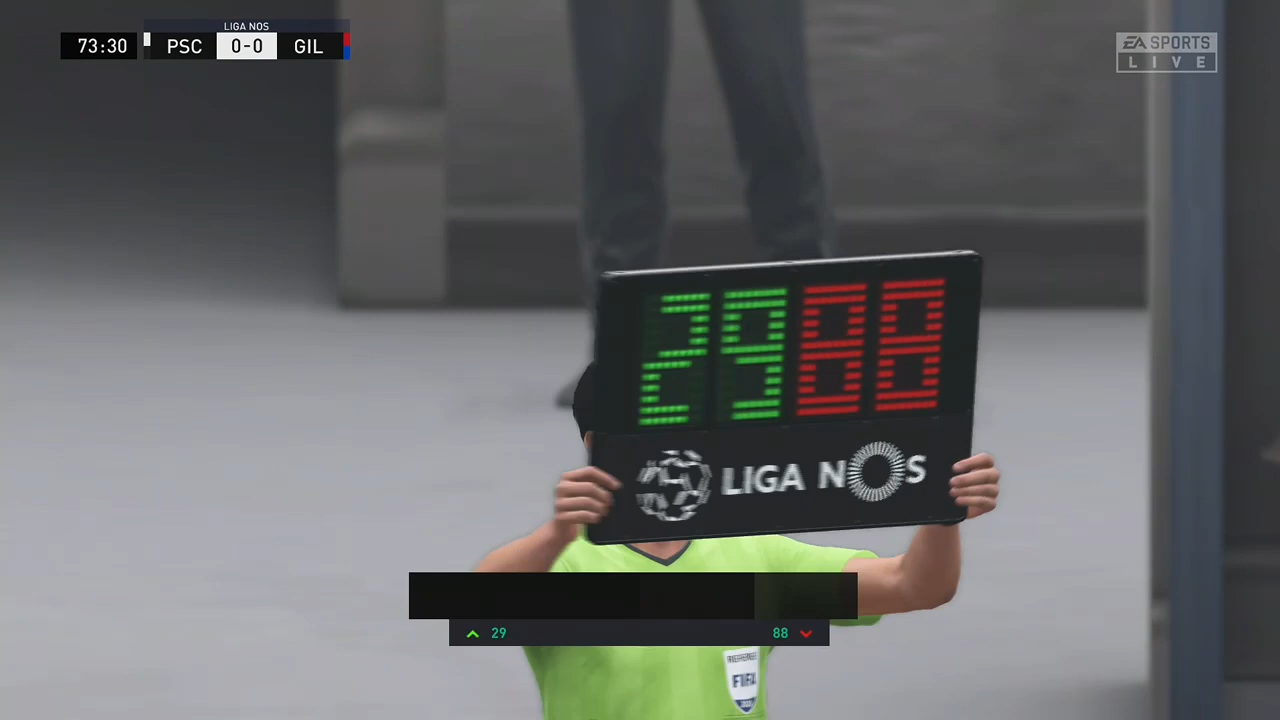 LIGA NOS
73:30 PSC 0-0 GIL
EA SPORTS
LIVE
29 88
LIGA NOS
29 88
FIFA